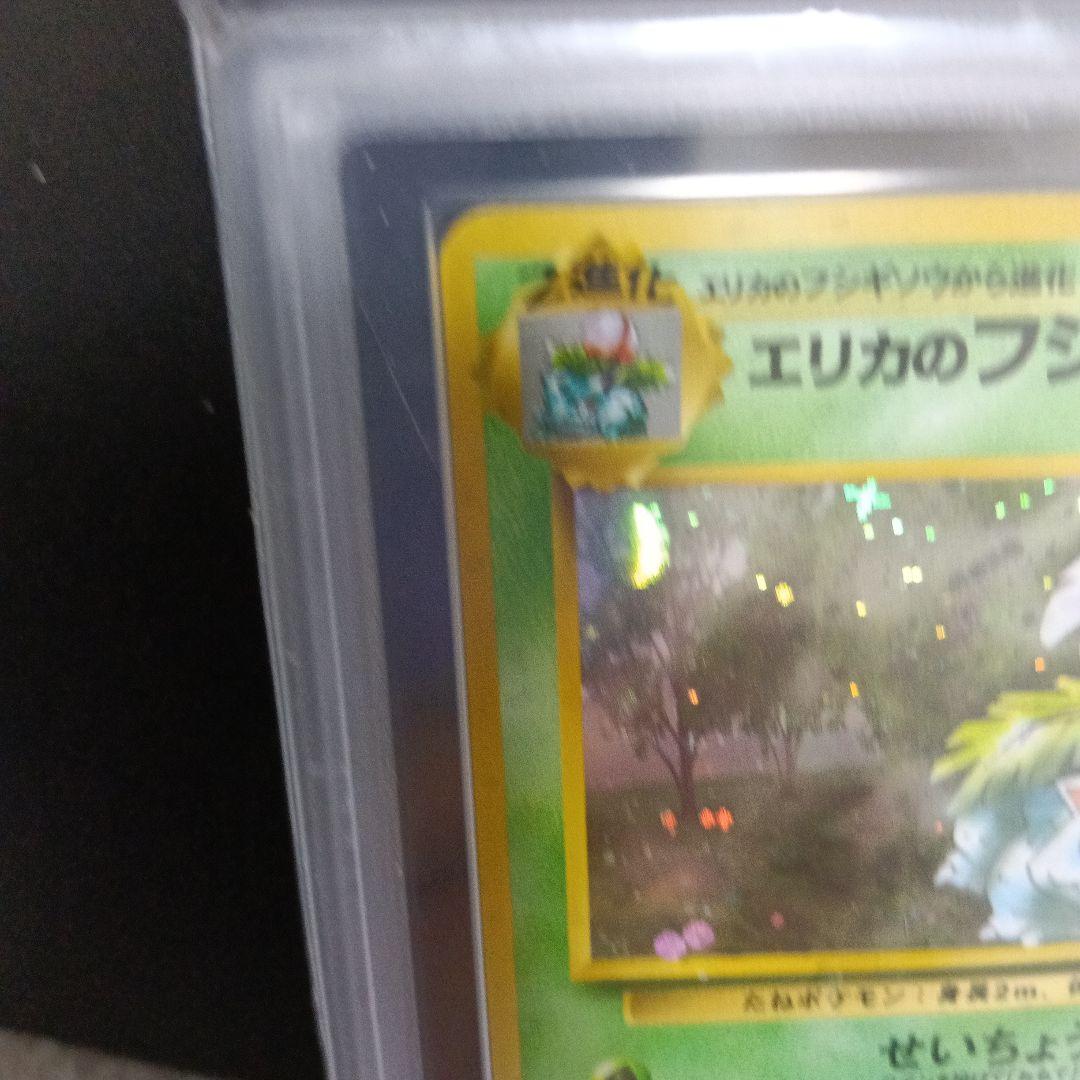 進化 エリカのフシギソウから進化
エリカのフシ
たねポケモン：身長2m、
せいちょう